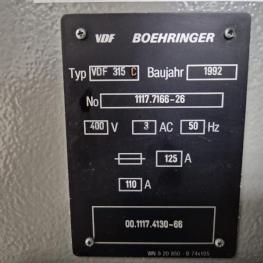 VDF BOEHRINGER
Typ VDF 315 C Baujahr 1992
No 1117.7166-26
400 V 3 AC 50 Hz
125 A
110 A
00.1117.4130-66